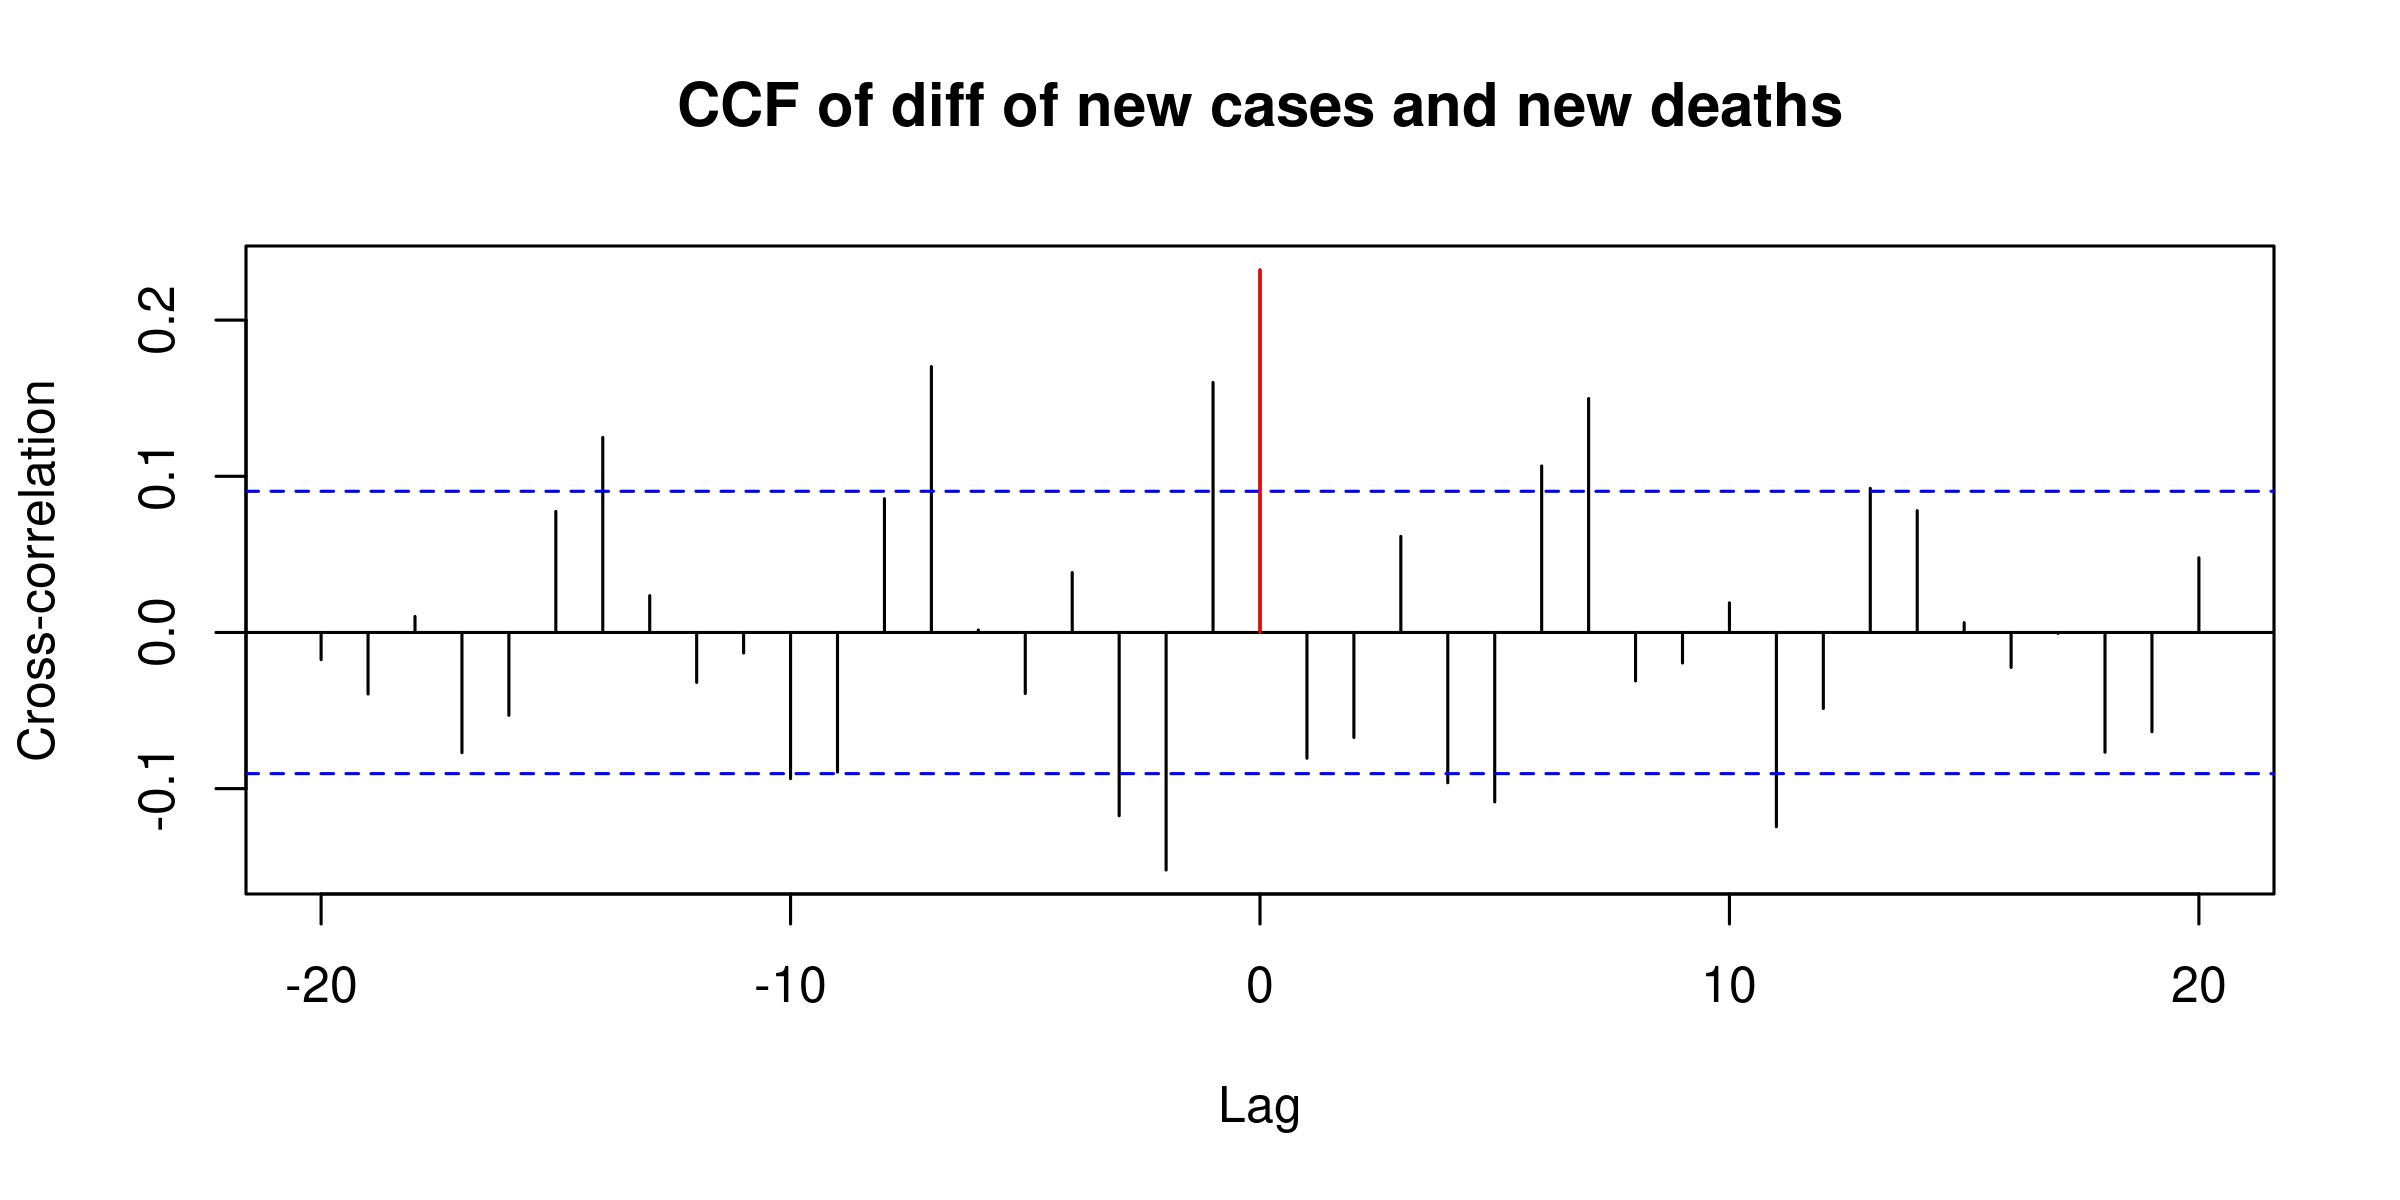 CCF of diff of new cases and new deaths
Cross-correlation
0.2
0.1
0.0
-0.1
-20 -10 0 10 20
Lag